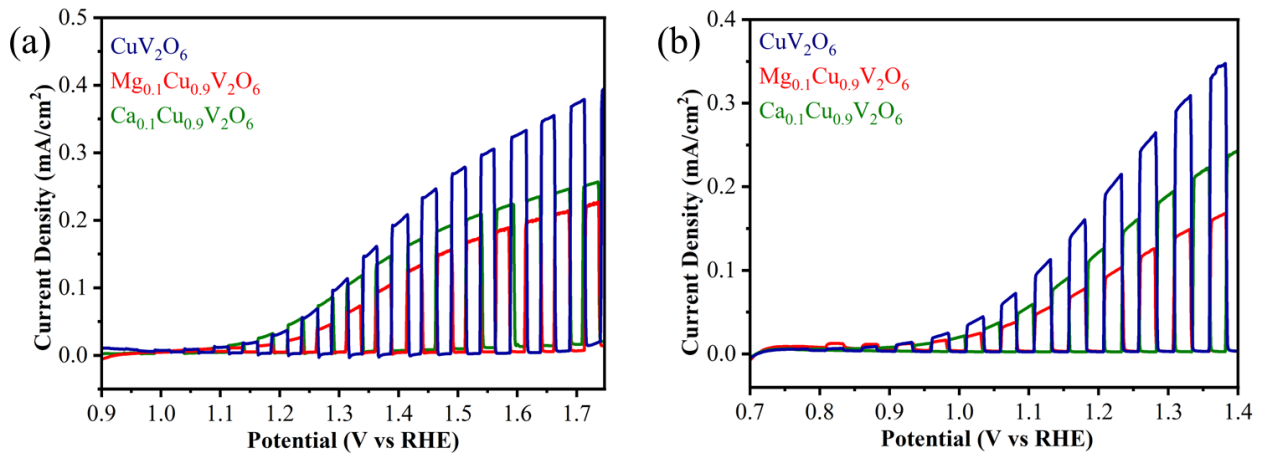 (a)
0.5
0.4
0.3
0.2
0.1
0.0
Current Density (mA/cm²)
CuV₂O₆
Mg₀.₁Cu₀.₉V₂O₆
Ca₀.₁Cu₀.₉V₂O₆
0.9 1.0 1.1 1.2 1.3 1.4 1.5 1.6 1.7
Potential (V vs RHE)
(b)
0.4
0.3
0.2
0.1
0.0
Current Density (mA/cm²)
CuV₂O₆
Mg₀.₁Cu₀.₉V₂O₆
Ca₀.₁Cu₀.₉V₂O₆
0.7 0.8 0.9 1.0 1.1 1.2 1.3 1.4
Potential (V vs RHE)